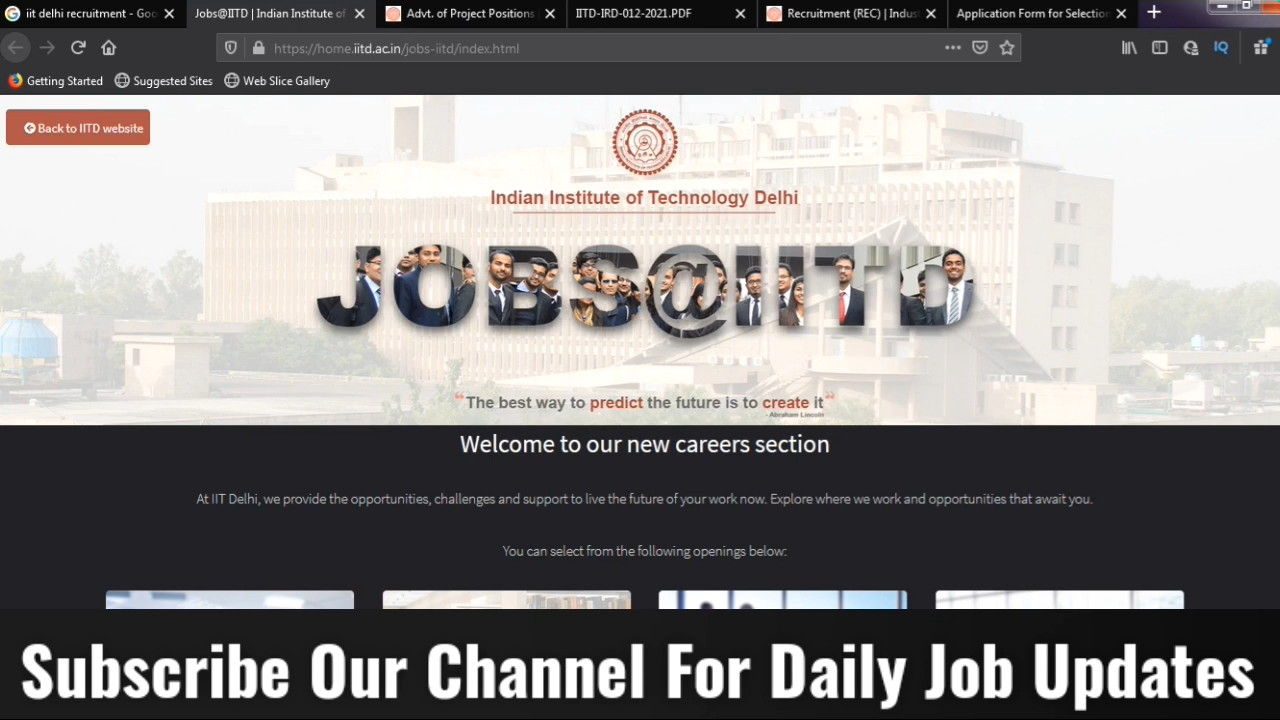 iit delhi recruitment - Goo
Jobs@IITD | Indian Institute of
Advt. of Project Positions |
IITD-IRD-012-2021.PDF
Recruitment (REC) | Indust
Application Form for Selection
https://home.iitd.ac.in/jobs-iitd/index.html
IQ
Getting Started
Suggested Sites
Web Slice Gallery
Back to IITD website
Indian Institute of Technology Delhi
JOBS@IITD
“The best way to predict the future is to create it”
- Abraham Lincoln
Welcome to our new careers section
At IIT Delhi, we provide the opportunities, challenges and support to live the future of your work now. Explore where we work and opportunities that await you.
You can select from the following openings below:
Subscribe Our Channel For Daily Job Updates